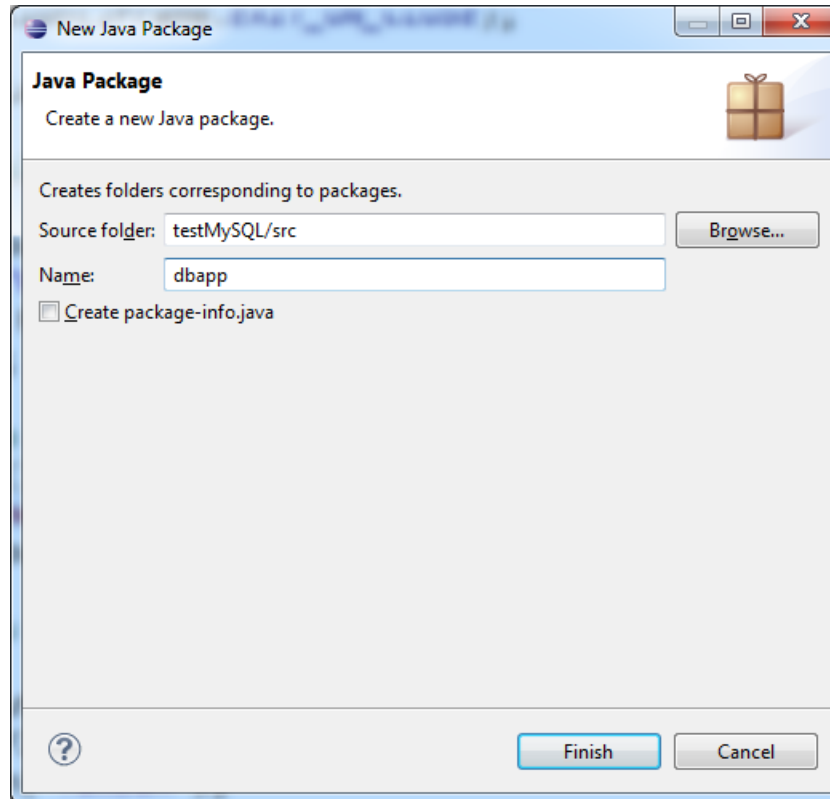 New Java Package
Java Package
Create a new Java package.
Creates folders corresponding to packages.
Source folder: testMySQL/src Browse...
Name: dbapp
Create package-info.java
? Finish Cancel